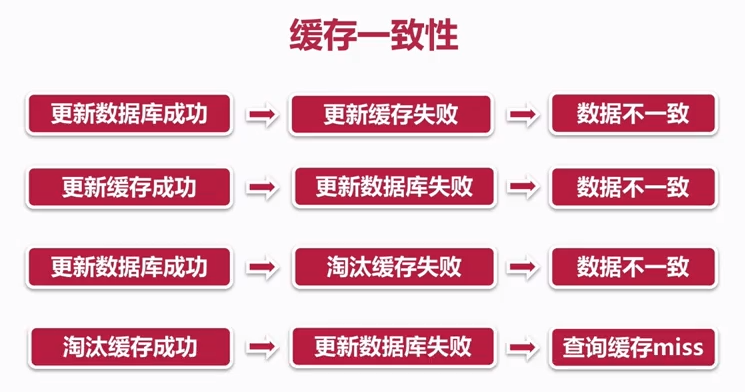 缓存一致性
更新数据库成功 更新缓存失败 数据不一致
更新缓存成功 更新数据库失败 数据不一致
更新数据库成功 淘汰缓存失败 数据不一致
淘汰缓存成功 更新数据库失败 查询缓存miss